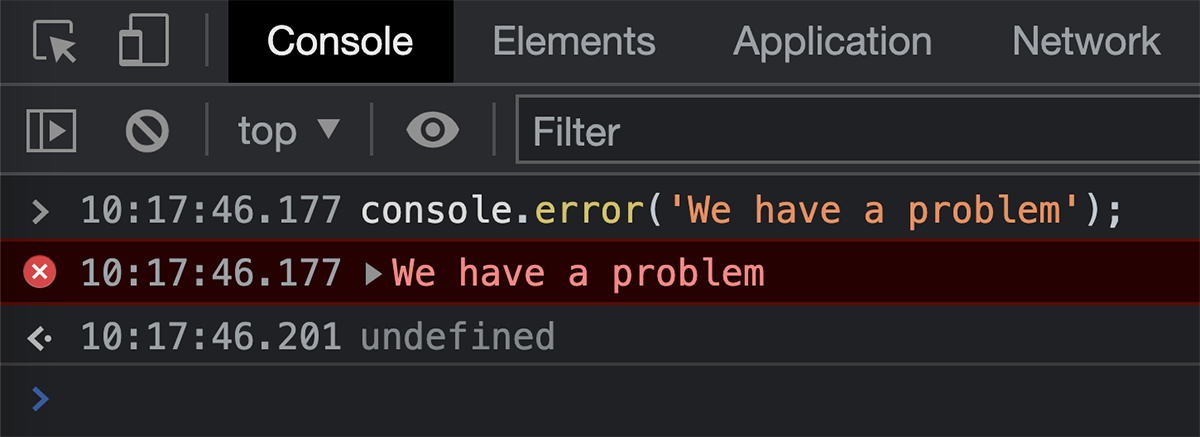 Console Elements Application Network
top Filter
10:17:46.177 console.error('We have a problem');
10:17:46.177 We have a problem
10:17:46.201 undefined